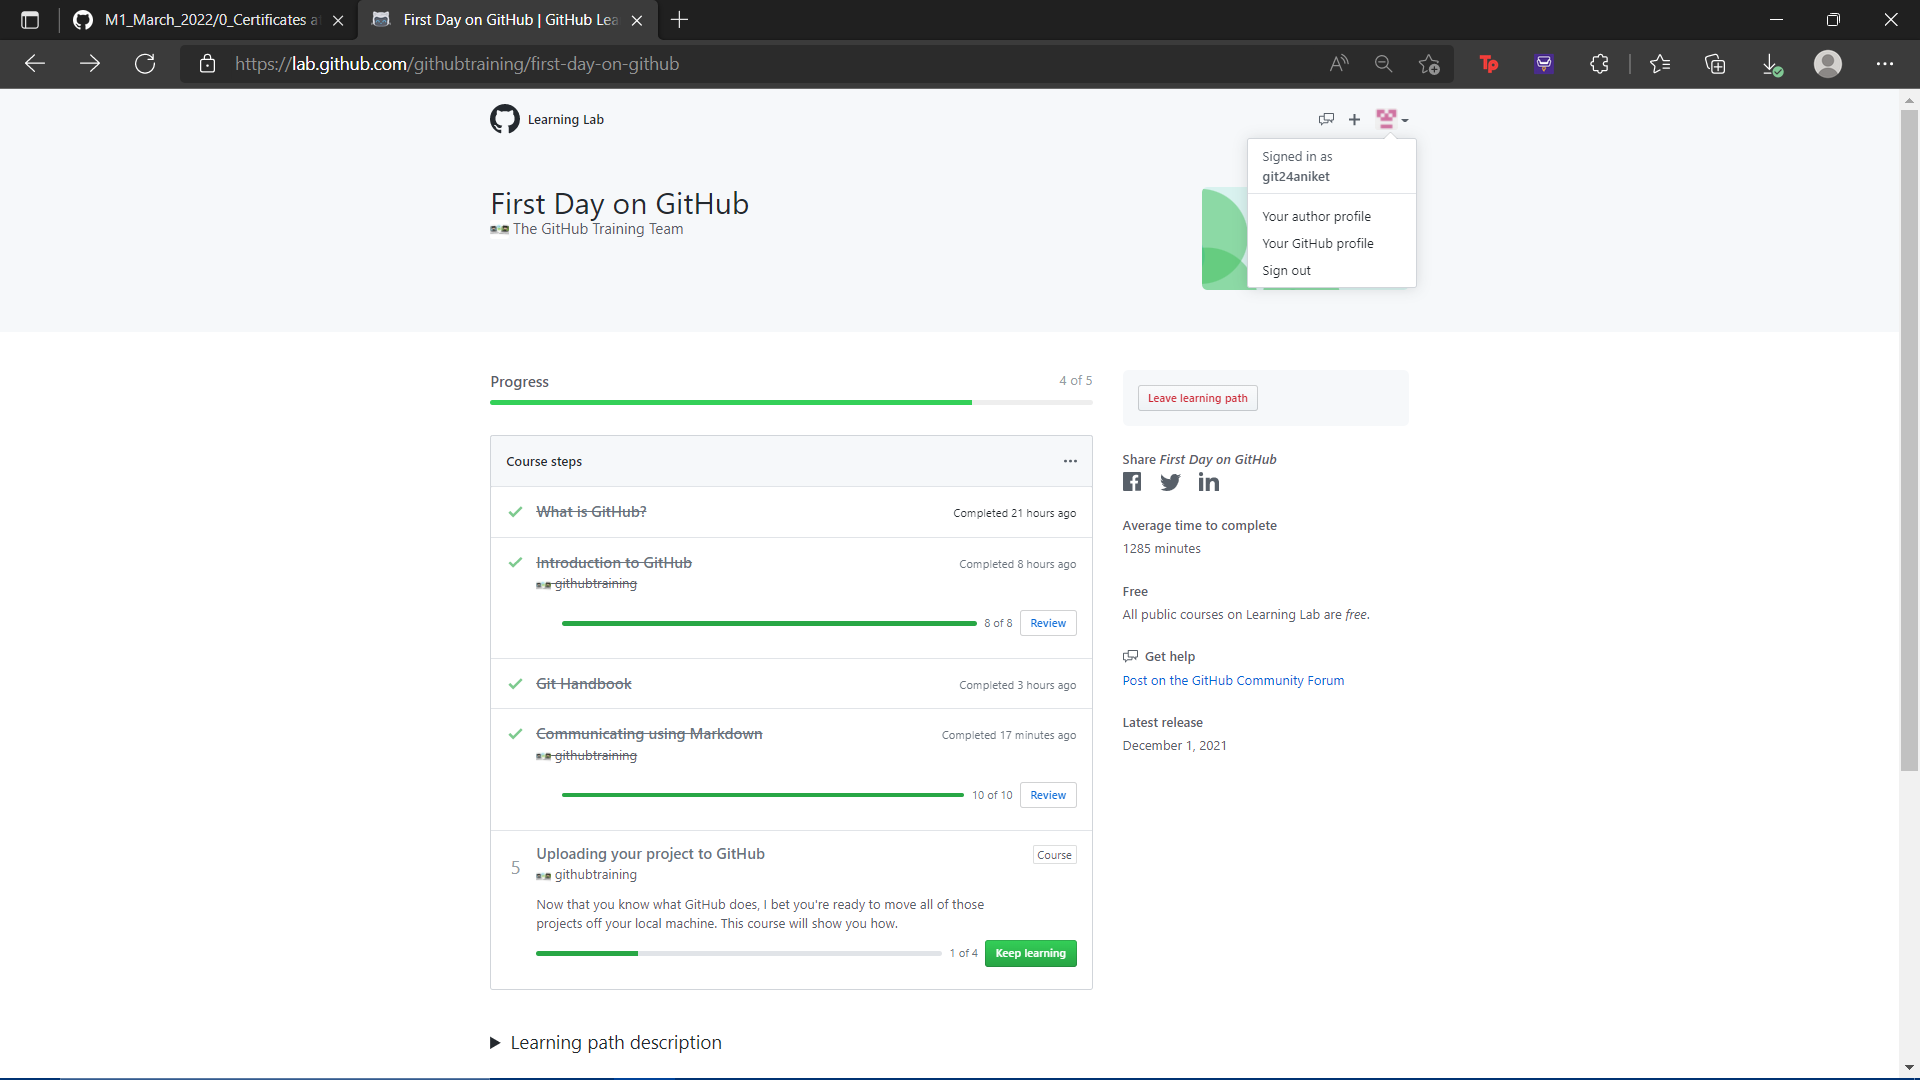 M1_March_2022/0_Certificates a
First Day on GitHub | GitHub Lea
https://lab.github.com/githubtraining/first-day-on-github
Tp
Learning Lab
Signed in as
git24aniket
Your author profile
Your GitHub profile
Sign out
First Day on GitHub
The GitHub Training Team
Progress
4 of 5
Leave learning path
Course steps
What is GitHub?
Completed 21 hours ago
Introduction to GitHub
Completed 8 hours ago
githubtraining
8 of 8
Review
Git Handbook
Completed 3 hours ago
Communicating using Markdown
Completed 17 minutes ago
githubtraining
10 of 10
Review
5
Uploading your project to GitHub
Course
githubtraining
Now that you know what GitHub does, I bet you're ready to move all of those
projects off your local machine. This course will show you how.
1 of 4
Keep learning
Share First Day on GitHub
Average time to complete
1285 minutes
Free
All public courses on Learning Lab are free.
Get help
Post on the GitHub Community Forum
Latest release
December 1, 2021
Learning path description